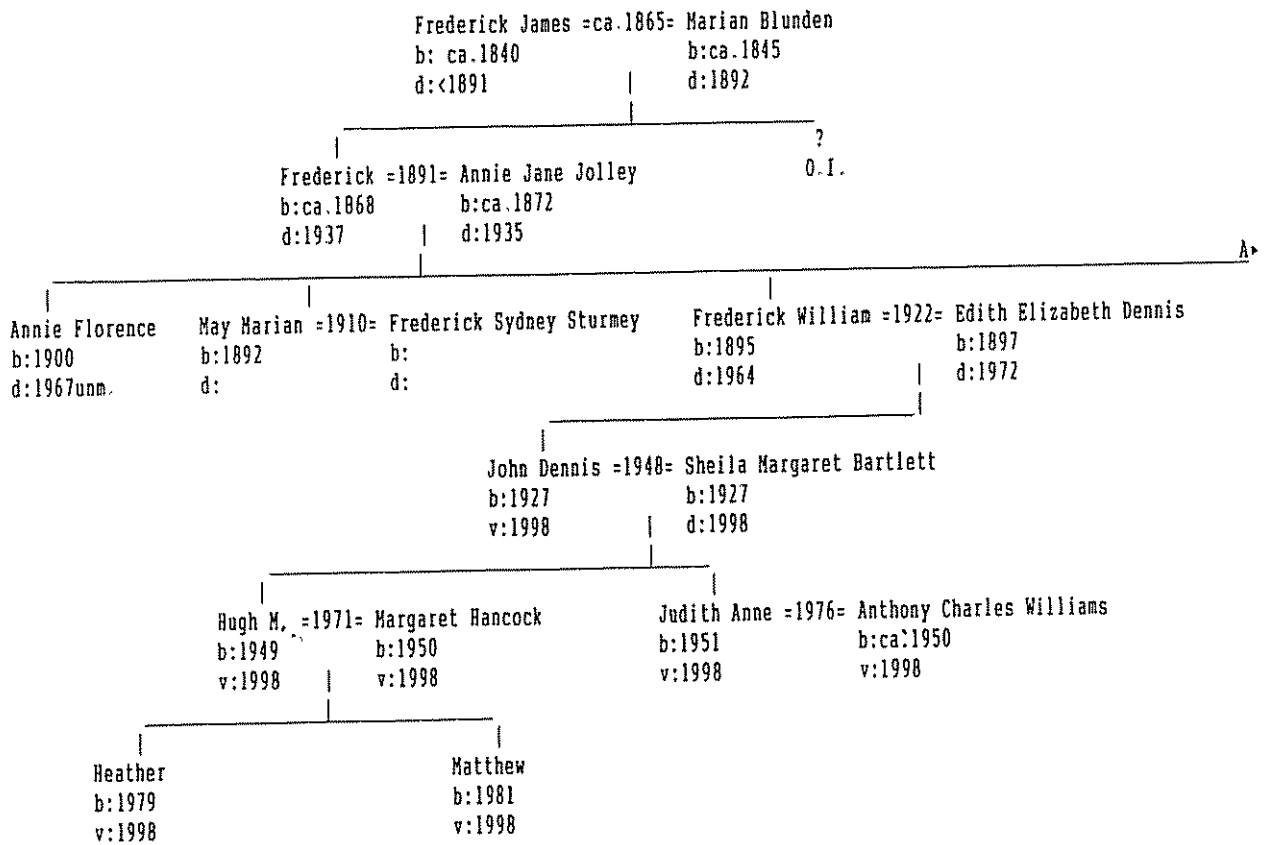 Frederick James =ca.1865= Marian Blunden
b: ca.1840 b:ca.1845
d:<1891 d:1892
?
Frederick =1891= Annie Jane Jolley O.I.
b:ca.1868 b:ca.1872
d:1937 d:1935
A▸
Annie Florence May Marian =1910= Frederick Sydney Sturmey Frederick William =1922= Edith Elizabeth Dennis
b:1900 b:1892 b: b:1895 b:1897
d:1967unm. d: d: d:1964 d:1972
John Dennis =1948= Sheila Margaret Bartlett
b:1927 b:1927
v:1998 d:1998
Hugh M. =1971= Margaret Hancock Judith Anne =1976= Anthony Charles Williams
b:1949 b:1950 b:1951 b:ca.1950
v:1998 v:1998 v:1998 v:1998
Heather Matthew
b:1979 b:1981
v:1998 v:1998